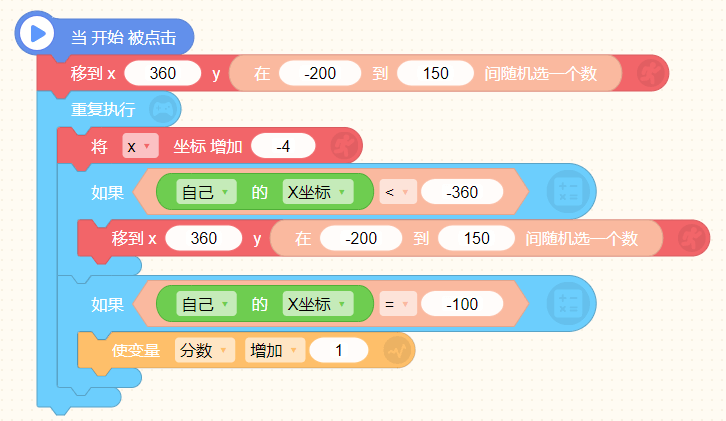 当 开始 被点击
移到 x 360 y 在 -200 到 150 间随机选一个数
重复执行
将 x 坐标 增加 -4
如果 自己 的 X坐标 < -360
移到 x 360 y 在 -200 到 150 间随机选一个数
如果 自己 的 X坐标 = -100
使变量 分数 增加 1